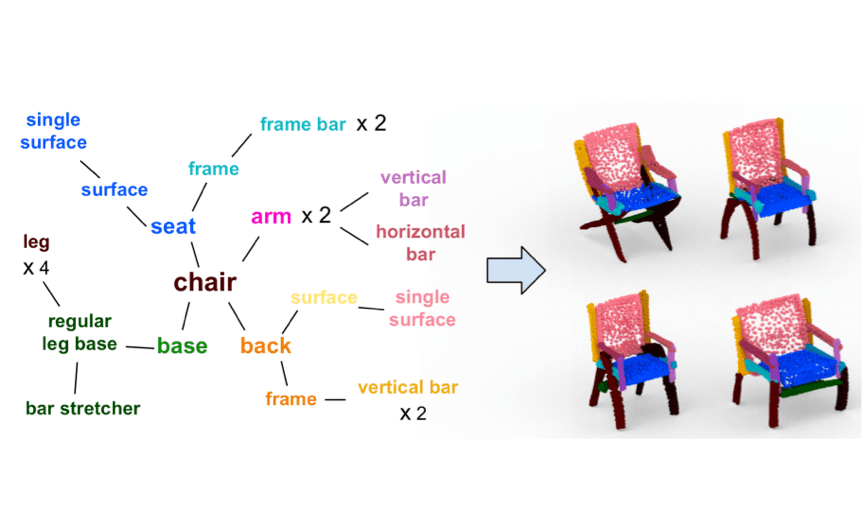 single
surface
frame bar x 2
frame
surface
vertical
bar
arm x 2
seat
horizontal
bar
leg
x 4
chair
surface
single
surface
regular
leg base
base
back
frame
vertical bar
x 2
bar stretcher